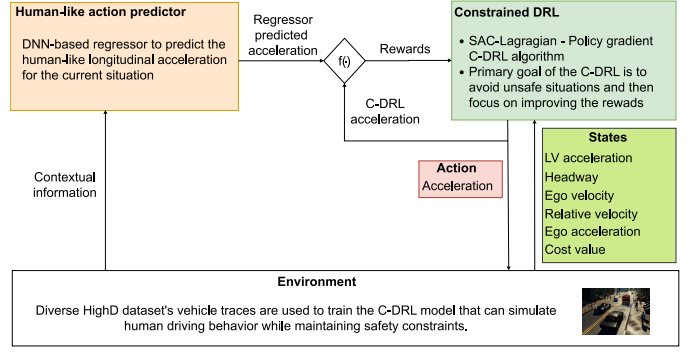 Human-like action predictor
DNN-based regressor to predict the
human-like longitudinal acceleration
for the current situation
Regressor
predicted
acceleration
f(·)
Rewards
C-DRL
acceleration
Constrained DRL
• SAC-Lagragian - Policy gradient
C-DRL algorithm
• Primary goal of the C-DRL is to
avoid unsafe situations and then
focus on improving the rewads
Contextual
information
Action
Acceleration
States
LV acceleration
Headway
Ego velocity
Relative velocity
Ego acceleration
Cost value
Environment
Diverse HighD dataset's vehicle traces are used to train the C-DRL model that can simulate
human driving behavior while maintaining safety constraints.